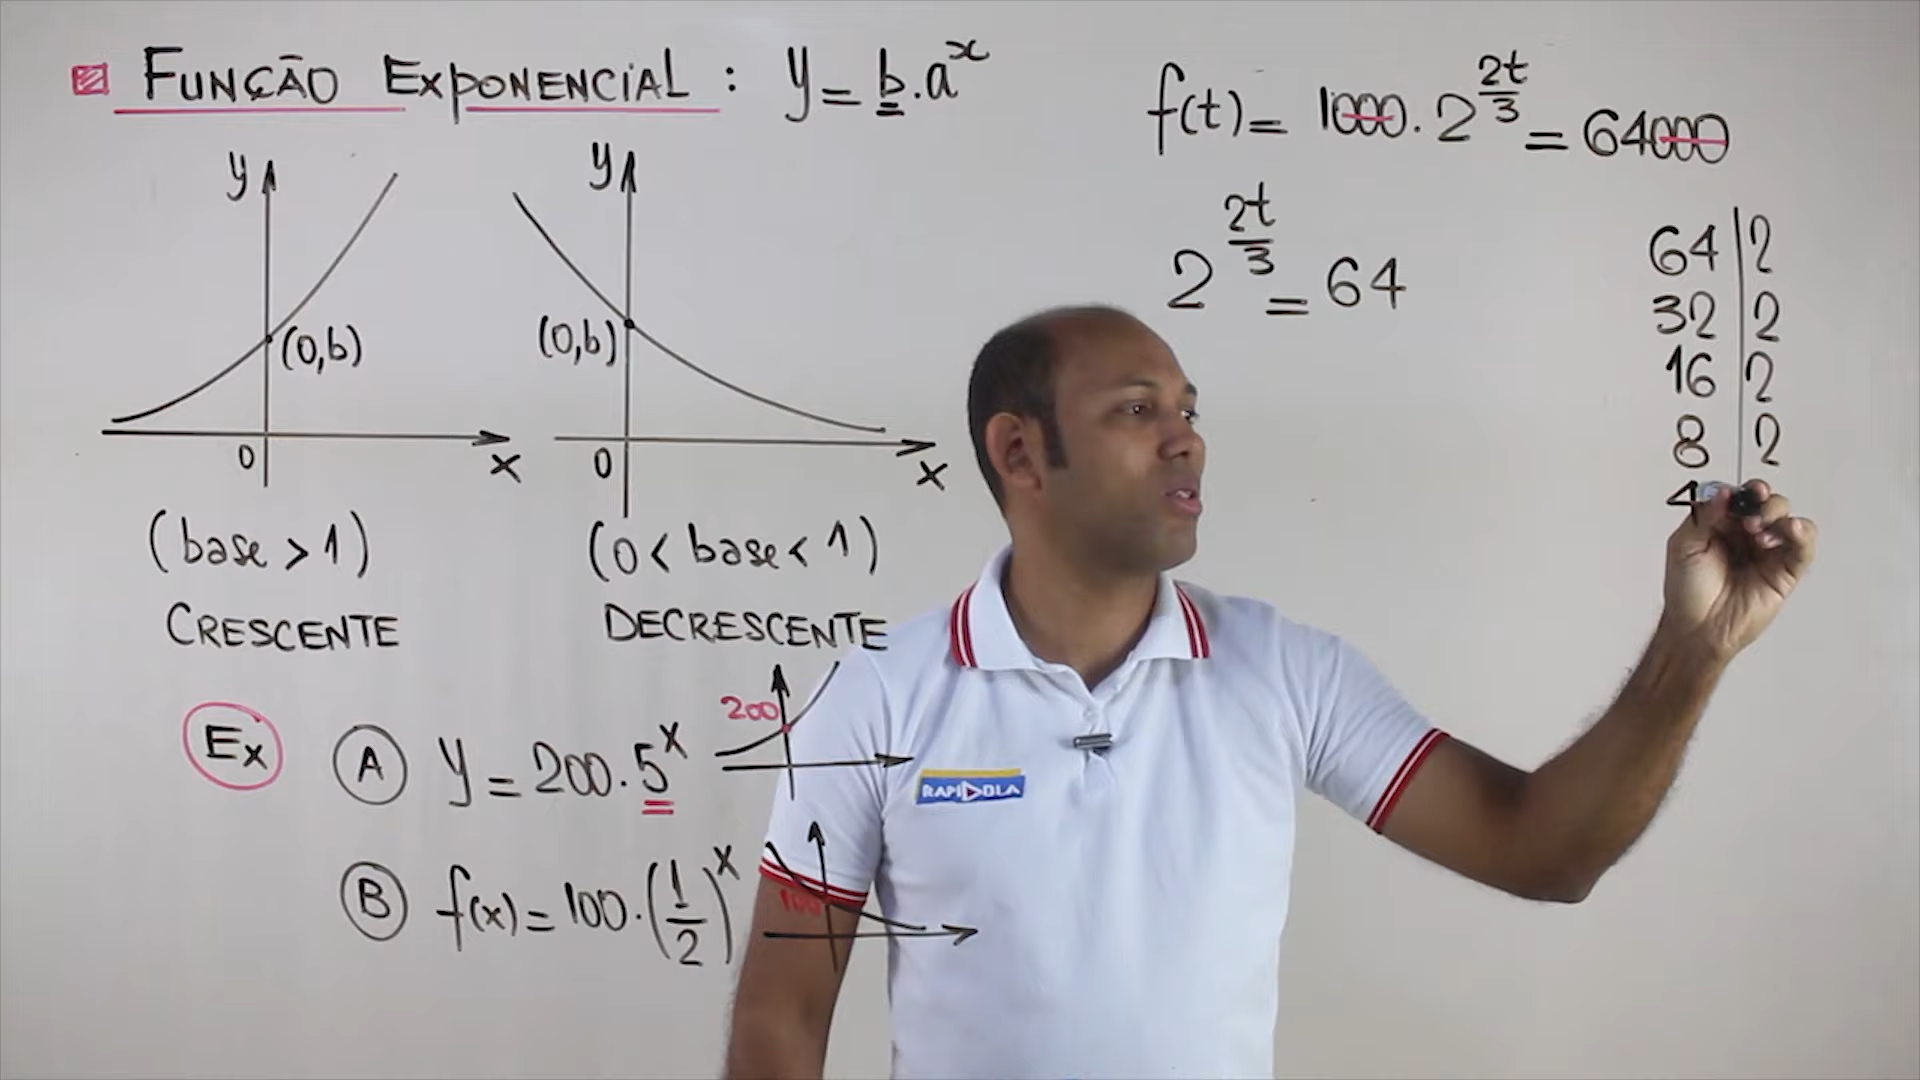 FUNÇÃO EXPONENCIAL : y = b.a^x
y
(0,b)
0
x
(base > 1)
CRESCENTE
y
(0,b)
0
x
(0 < base < 1)
DECRESCENTE
Ex
A y = 200.5^x
200
B f(x) = 100.(1/2)^x
100
f(t) = 1000.2^(2t/3) = 64000
2^(2t/3) = 64
64 | 2
32 | 2
16 | 2
8 | 2
4
RAPIDOLA